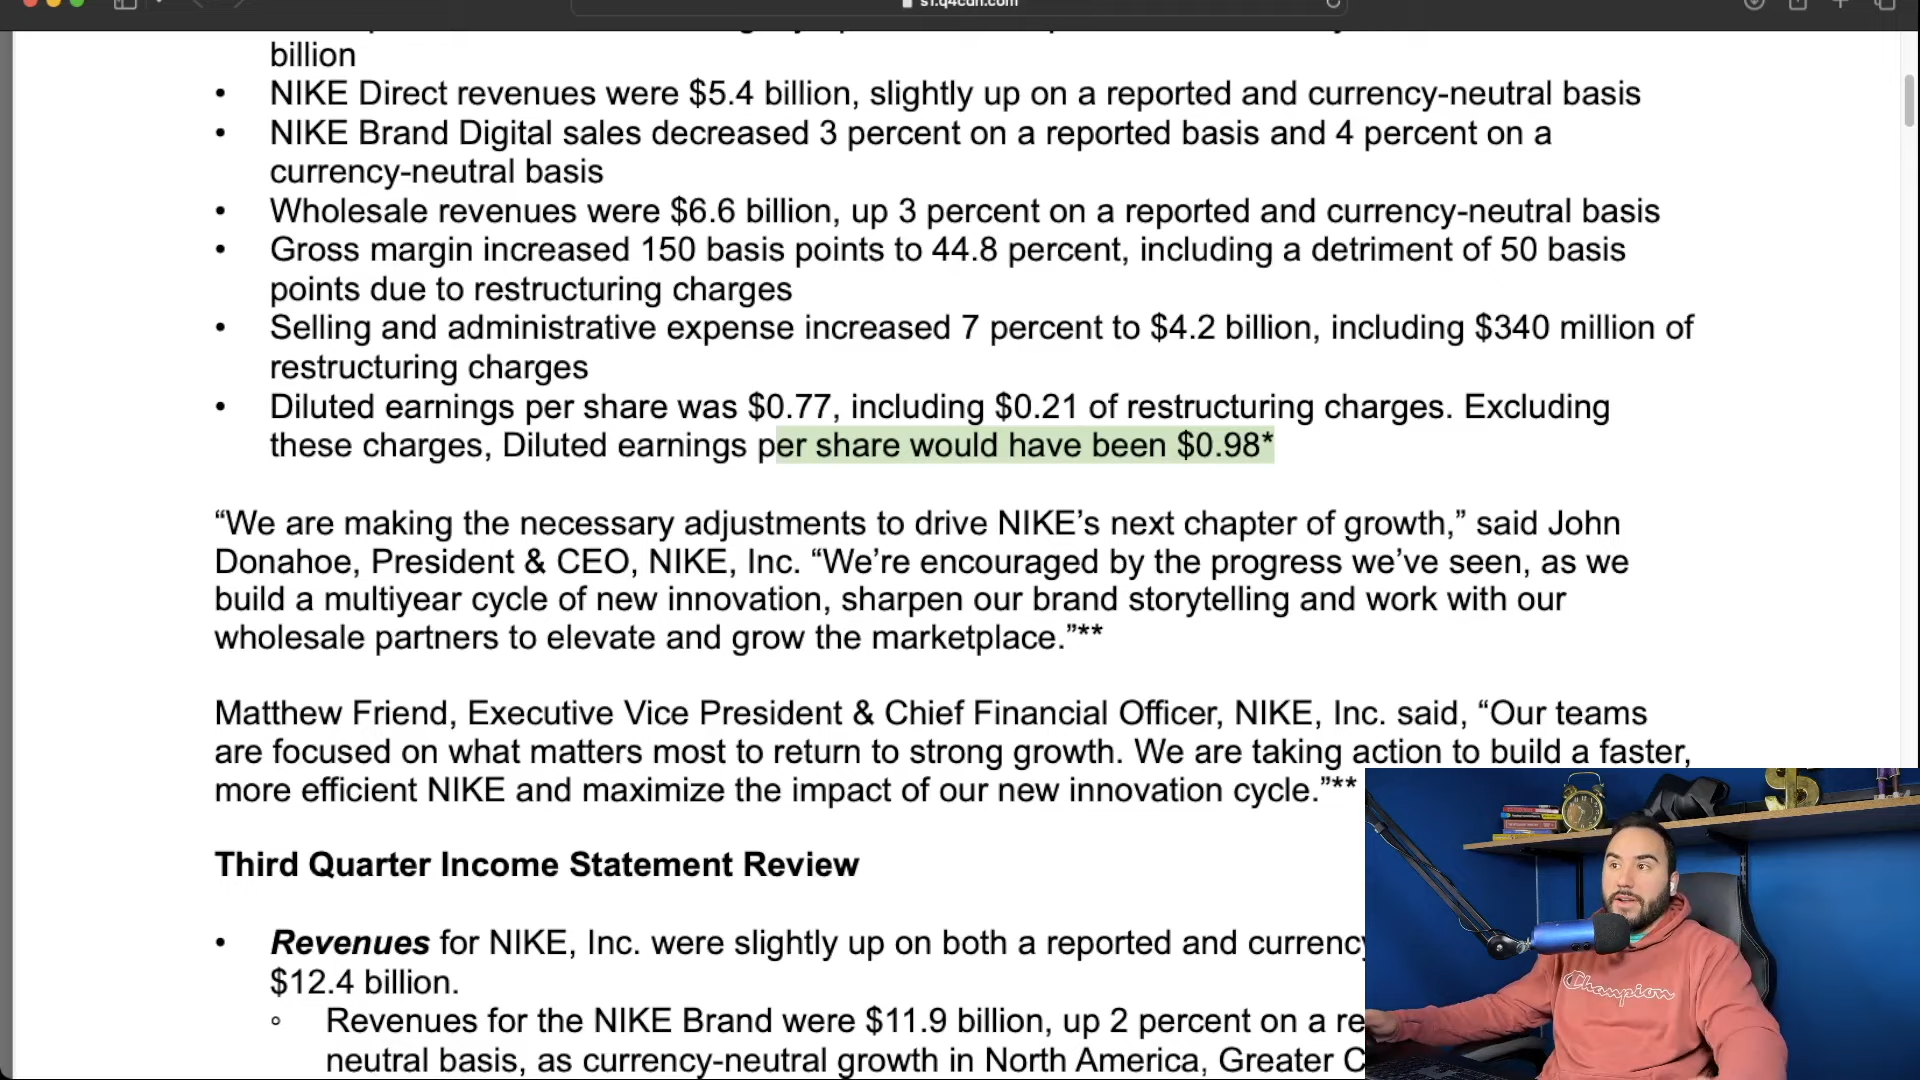 s1.q4cdn.com
billion
• NIKE Direct revenues were $5.4 billion, slightly up on a reported and currency-neutral basis
• NIKE Brand Digital sales decreased 3 percent on a reported basis and 4 percent on a
currency-neutral basis
• Wholesale revenues were $6.6 billion, up 3 percent on a reported and currency-neutral basis
• Gross margin increased 150 basis points to 44.8 percent, including a detriment of 50 basis
points due to restructuring charges
• Selling and administrative expense increased 7 percent to $4.2 billion, including $340 million of
restructuring charges
• Diluted earnings per share was $0.77, including $0.21 of restructuring charges. Excluding
these charges, Diluted earnings per share would have been $0.98*
“We are making the necessary adjustments to drive NIKE’s next chapter of growth,” said John
Donahoe, President & CEO, NIKE, Inc. “We’re encouraged by the progress we’ve seen, as we
build a multiyear cycle of new innovation, sharpen our brand storytelling and work with our
wholesale partners to elevate and grow the marketplace.”**
Matthew Friend, Executive Vice President & Chief Financial Officer, NIKE, Inc. said, “Our teams
are focused on what matters most to return to strong growth. We are taking action to build a faster,
more efficient NIKE and maximize the impact of our new innovation cycle.”**
Third Quarter Income Statement Review
• Revenues for NIKE, Inc. were slightly up on both a reported and currency
$12.4 billion.
◦ Revenues for the NIKE Brand were $11.9 billion, up 2 percent on a re
neutral basis, as currency-neutral growth in North America, Greater C
Champion